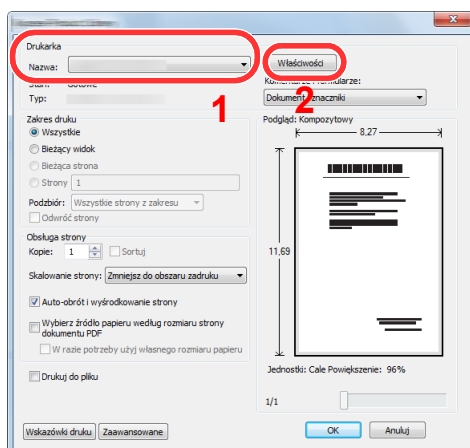 x
Drukarka
Nazwa:
Właściwości
Komentarze i formularze:
Typ:
1
2
Dokument i znaczniki
Zakres druku
Wszystkie
Bieżący widok
Bieżąca strona
Strony 1
Podzbiór: Wszystkie strony z zakresu
Odwróć strony
Podgląd: Kompozytowy
8,27
11,69
Obsługa strony
Kopie: 1 Sortuj
Skalowanie strony: Zmniejsz do obszaru zadruku
Auto-obrót i wyśrodkowanie strony
Wybierz źródło papieru według rozmiaru strony
dokumentu PDF
W razie potrzeby użyj własnego rozmiaru papieru
Drukuj do pliku
Jednostki: Cale Powiększenie: 96%
1/1
Wskazówki druku Zaawansowane
OK Anuluj